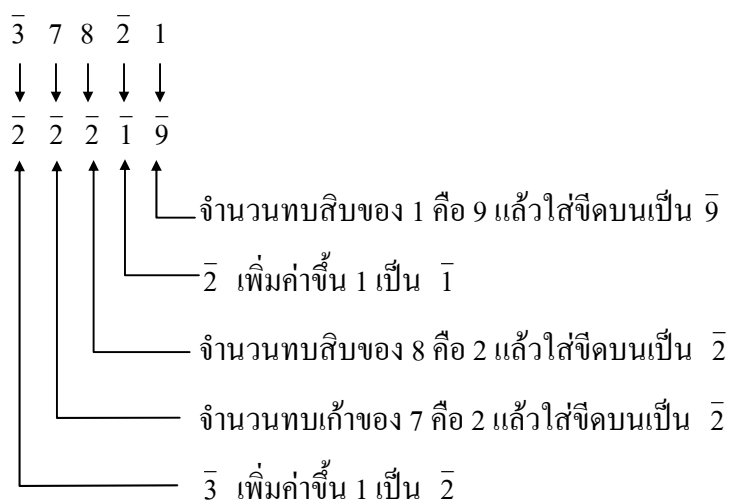 3̅ 7 8 2̅ 1
2̅ 2̅ 2̅ 1̅ 9̅
จำนวนทบสิบของ 1 คือ 9 แล้วใส่ขีดบนเป็น 9̅
2̅ เพิ่มค่าขึ้น 1 เป็น 1̅
จำนวนทบสิบของ 8 คือ 2 แล้วใส่ขีดบนเป็น 2̅
จำนวนทบเก้าของ 7 คือ 2 แล้วใส่ขีดบนเป็น 2̅
3̅ เพิ่มค่าขึ้น 1 เป็น 2̅